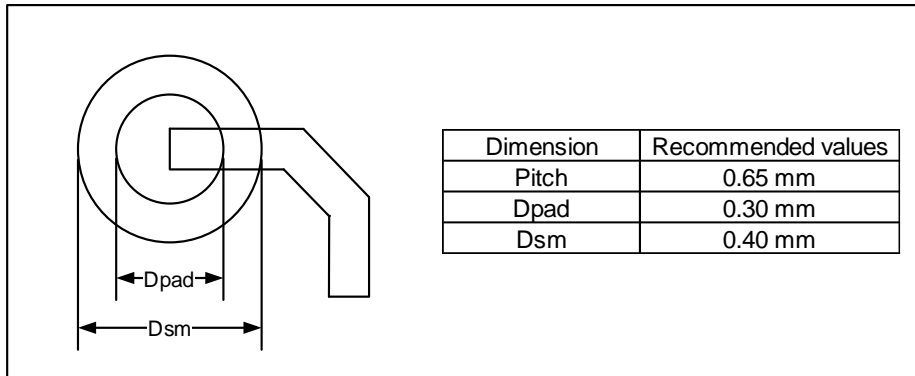 Dimension Recommended values
Pitch 0.65 mm
Dpad 0.30 mm
Dsm 0.40 mm
Dpad
Dsm